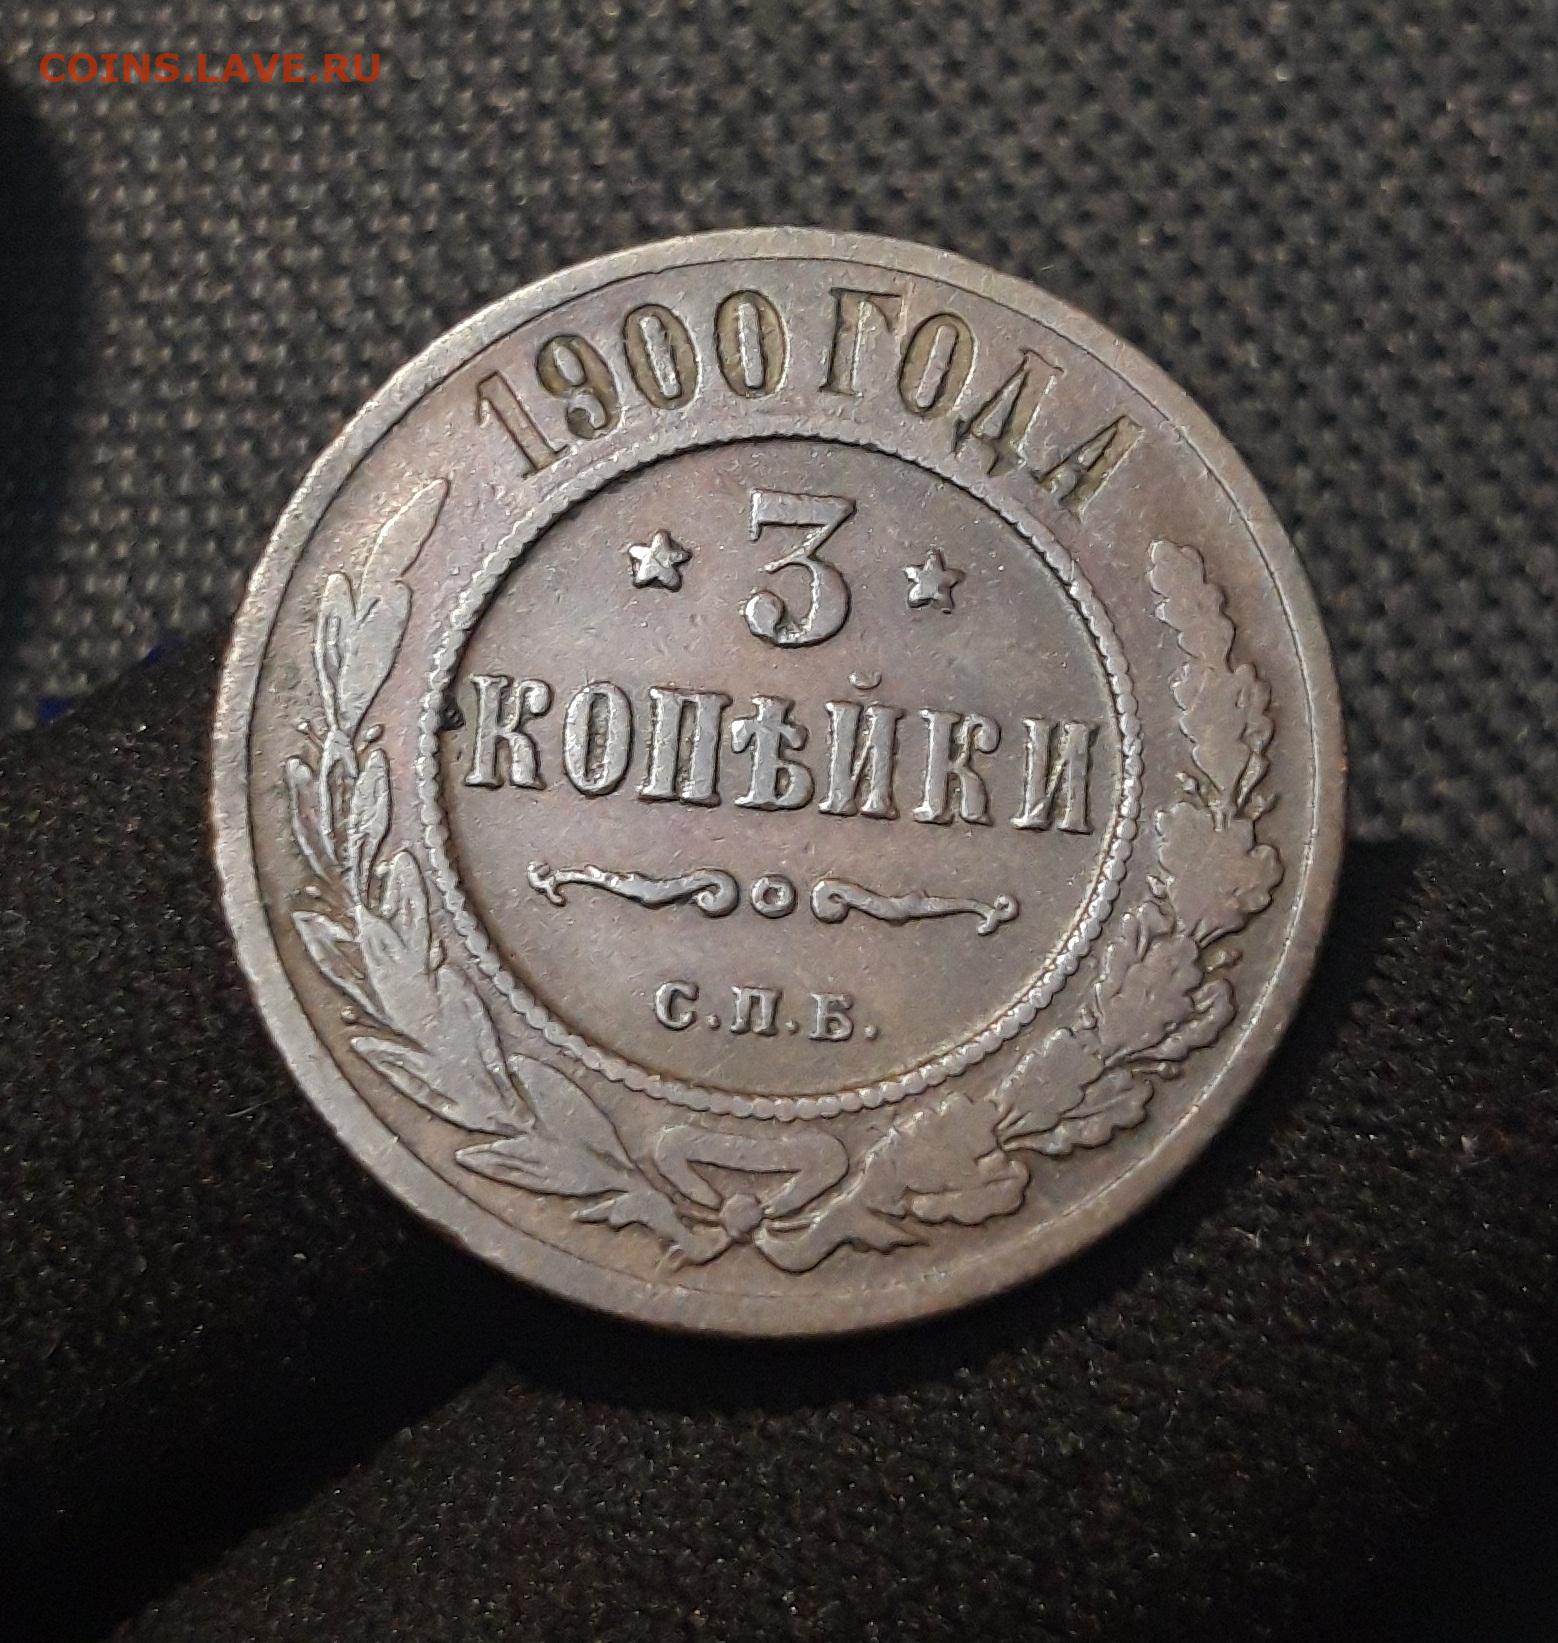 COINS.LAVE.RU
1900 ГОДА
3
КОПѢЙКИ
С.П.Б.